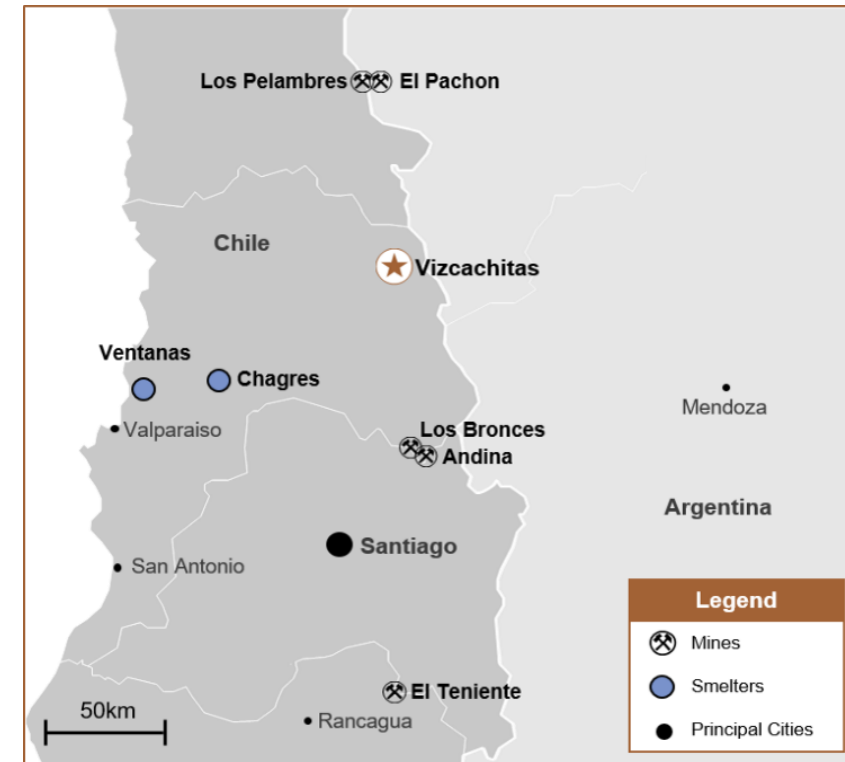 Los Pelambres
El Pachon
Chile
Vizcachitas
Ventanas
Chagres
Mendoza
Valparaiso
Los Bronces
Andina
Argentina
Santiago
San Antonio
Legend
Mines
El Teniente
Smelters
50km
Rancagua
Principal Cities